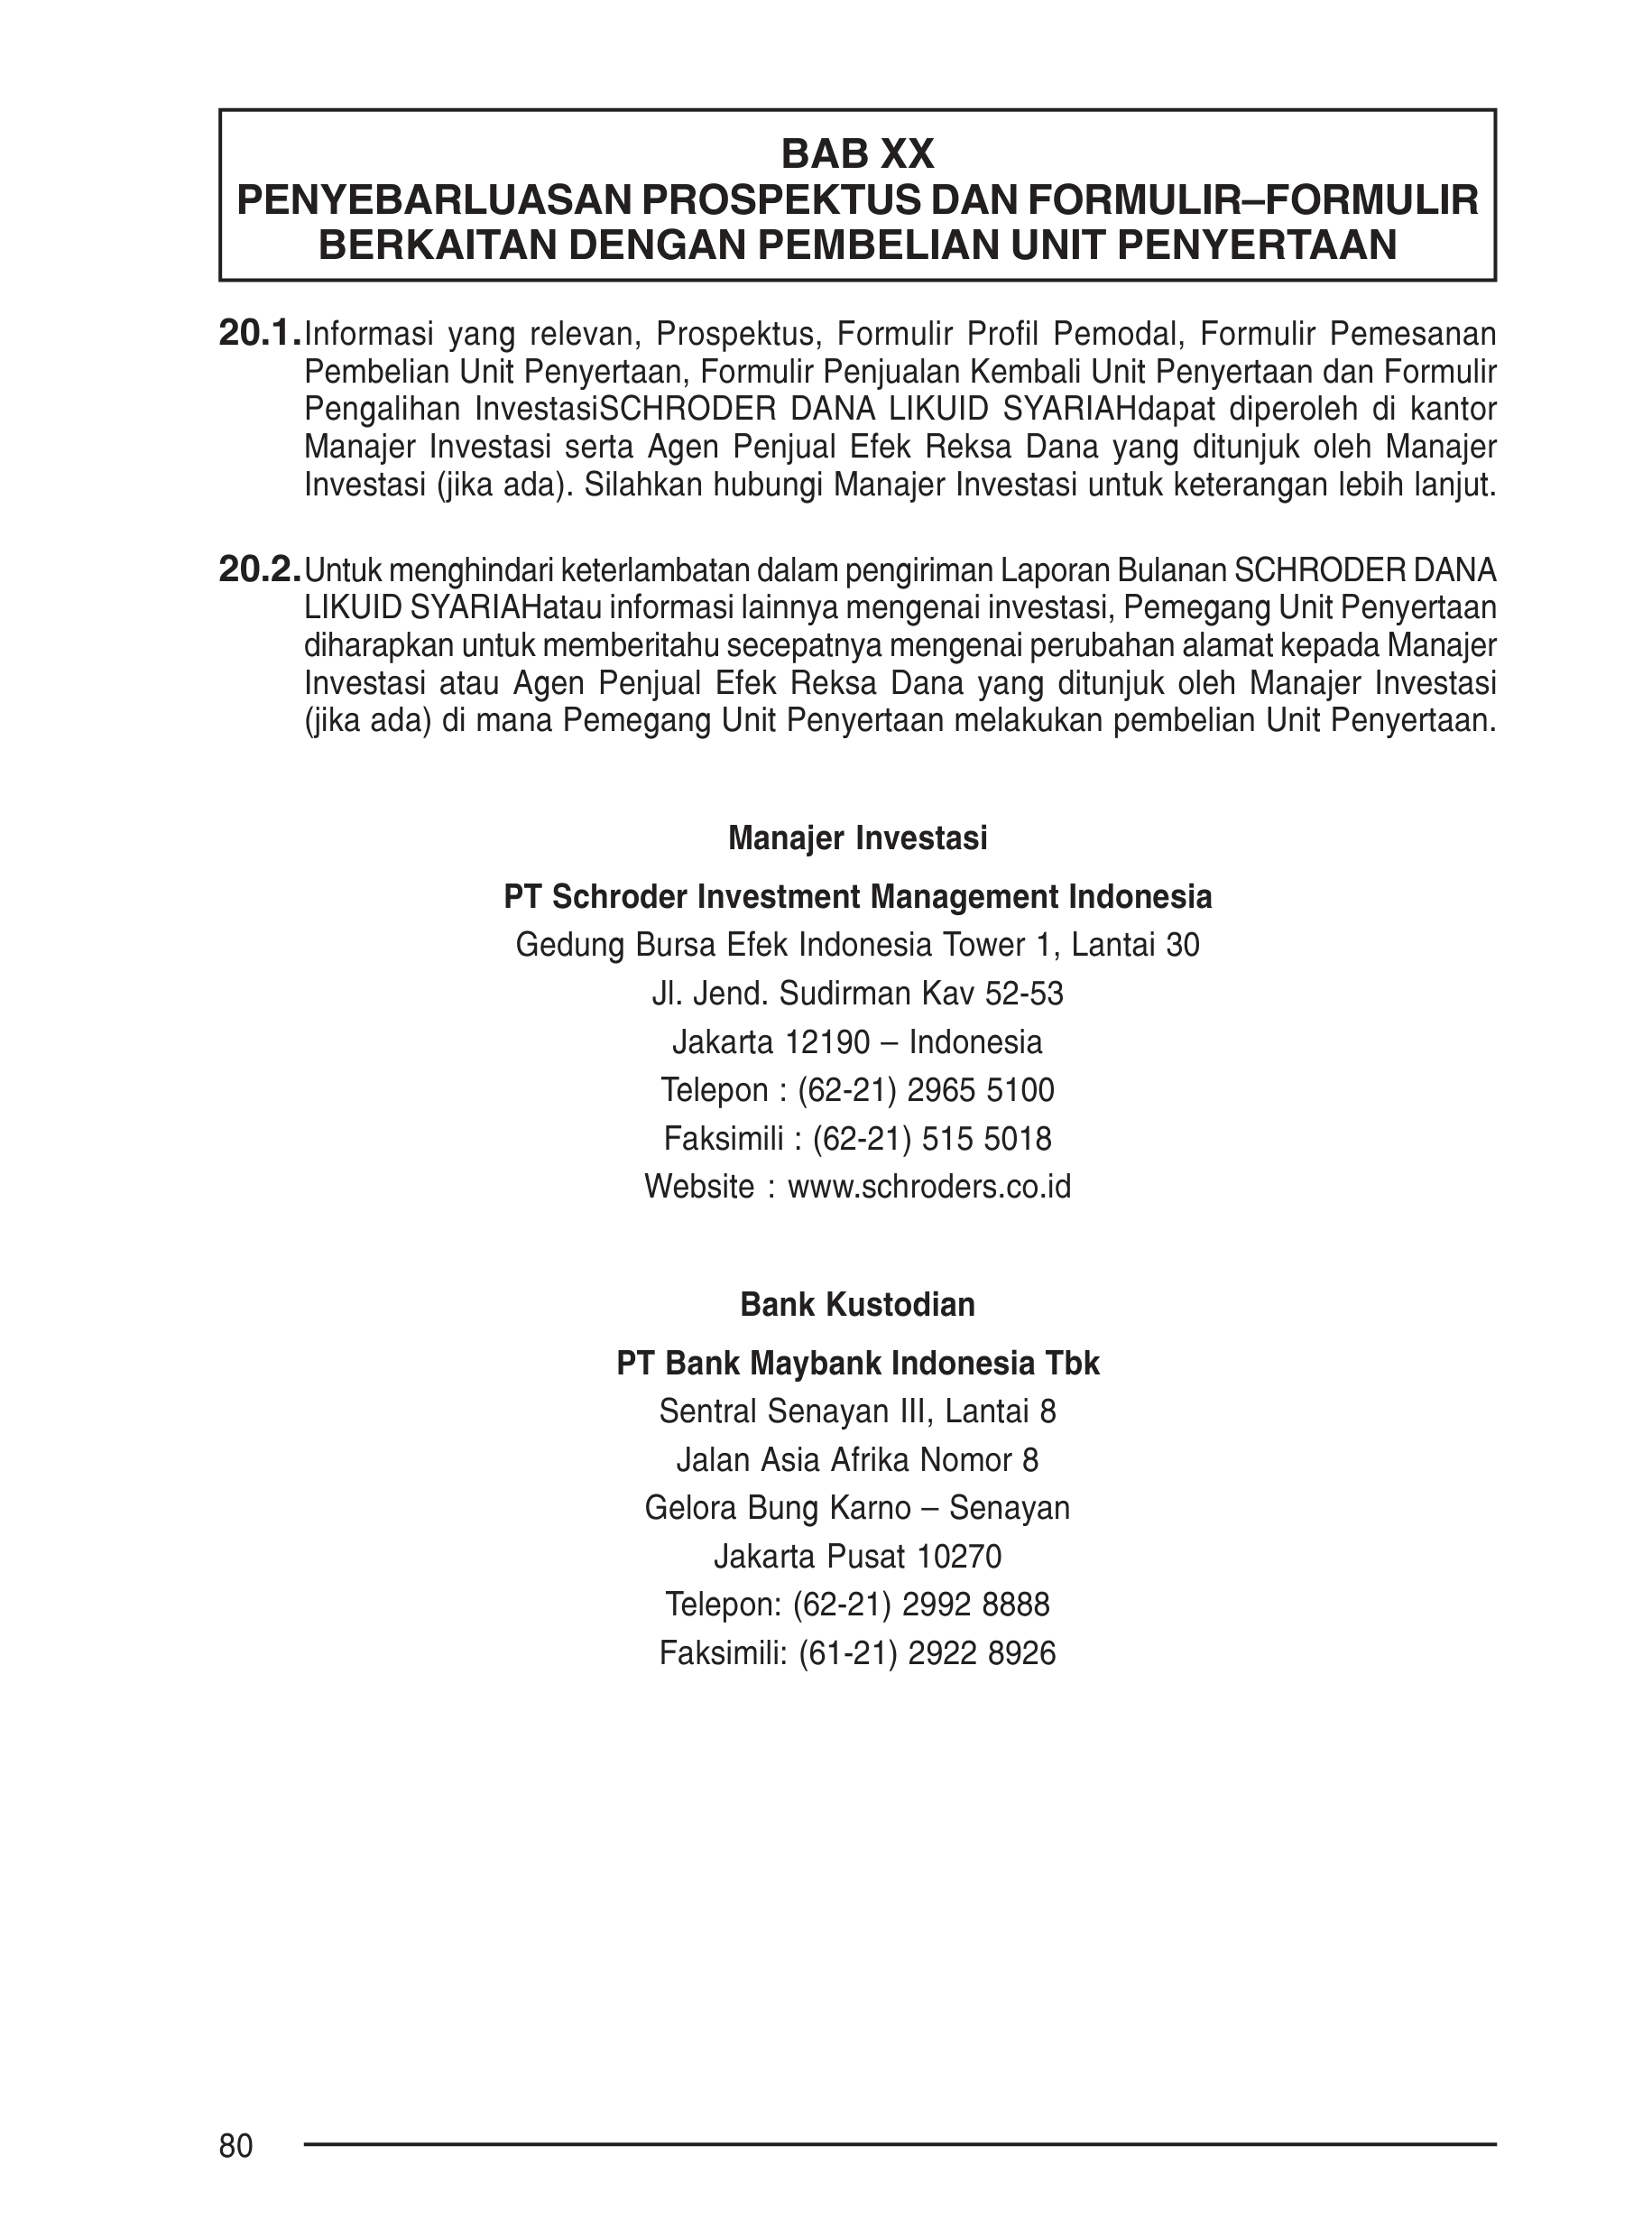 BAB XX
PENYEBARLUASAN PROSPEKTUS DAN FORMULIR–FORMULIR
BERKAITAN DENGAN PEMBELIAN UNIT PENYERTAAN
20.1. Informasi yang relevan, Prospektus, Formulir Profil Pemodal, Formulir Pemesanan
Pembelian Unit Penyertaan, Formulir Penjualan Kembali Unit Penyertaan dan Formulir
Pengalihan InvestasiSCHRODER DANA LIKUID SYARIAHdapat diperoleh di kantor
Manajer Investasi serta Agen Penjual Efek Reksa Dana yang ditunjuk oleh Manajer
Investasi (jika ada). Silahkan hubungi Manajer Investasi untuk keterangan lebih lanjut.
20.2. Untuk menghindari keterlambatan dalam pengiriman Laporan Bulanan SCHRODER DANA
LIKUID SYARIAHatau informasi lainnya mengenai investasi, Pemegang Unit Penyertaan
diharapkan untuk memberitahu secepatnya mengenai perubahan alamat kepada Manajer
Investasi atau Agen Penjual Efek Reksa Dana yang ditunjuk oleh Manajer Investasi
(jika ada) di mana Pemegang Unit Penyertaan melakukan pembelian Unit Penyertaan.
Manajer Investasi
PT Schroder Investment Management Indonesia
Gedung Bursa Efek Indonesia Tower 1, Lantai 30
Jl. Jend. Sudirman Kav 52-53
Jakarta 12190 – Indonesia
Telepon : (62-21) 2965 5100
Faksimili : (62-21) 515 5018
Website : www.schroders.co.id
Bank Kustodian
PT Bank Maybank Indonesia Tbk
Sentral Senayan III, Lantai 8
Jalan Asia Afrika Nomor 8
Gelora Bung Karno – Senayan
Jakarta Pusat 10270
Telepon: (62-21) 2992 8888
Faksimili: (61-21) 2922 8926
80